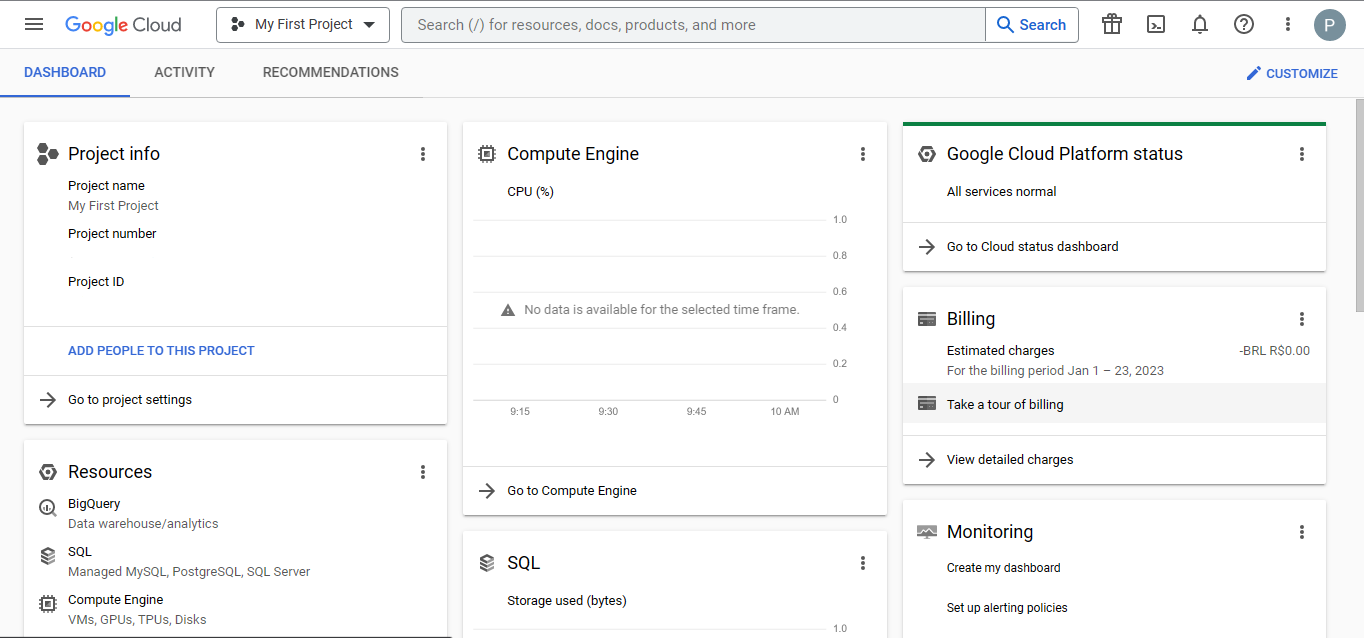 Google Cloud
My First Project
Search (/) for resources, docs, products, and more
Search
P
DASHBOARD
ACTIVITY
RECOMMENDATIONS
CUSTOMIZE
Project info
Project name
My First Project
Project number
Project ID
ADD PEOPLE TO THIS PROJECT
Go to project settings
Resources
BigQuery
Data warehouse/analytics
SQL
Managed MySQL, PostgreSQL, SQL Server
Compute Engine
VMs, GPUs, TPUs, Disks
Compute Engine
CPU (%)
1.0
0.8
0.6
No data is available for the selected time frame.
0.4
0.2
0
9:15 9:30 9:45 10 AM
Go to Compute Engine
SQL
Storage used (bytes)
1.0
Google Cloud Platform status
All services normal
Go to Cloud status dashboard
Billing
Estimated charges -BRL R$0.00
For the billing period Jan 1 – 23, 2023
Take a tour of billing
View detailed charges
Monitoring
Create my dashboard
Set up alerting policies